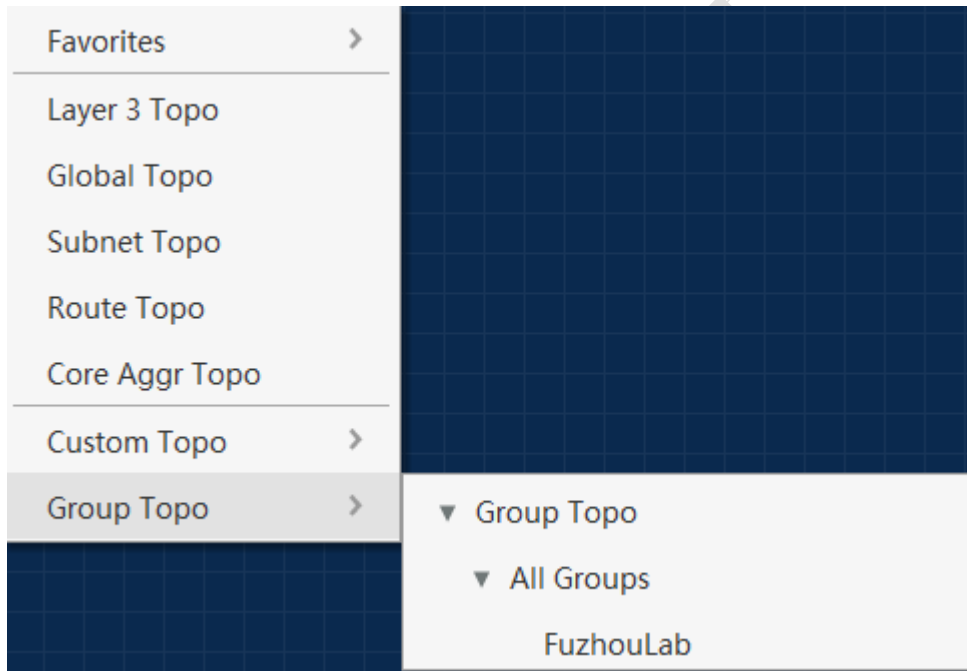 Favorites
Layer 3 Topo
Global Topo
Subnet Topo
Route Topo
Core Aggr Topo
Custom Topo
Group Topo
Group Topo
All Groups
FuzhouLab